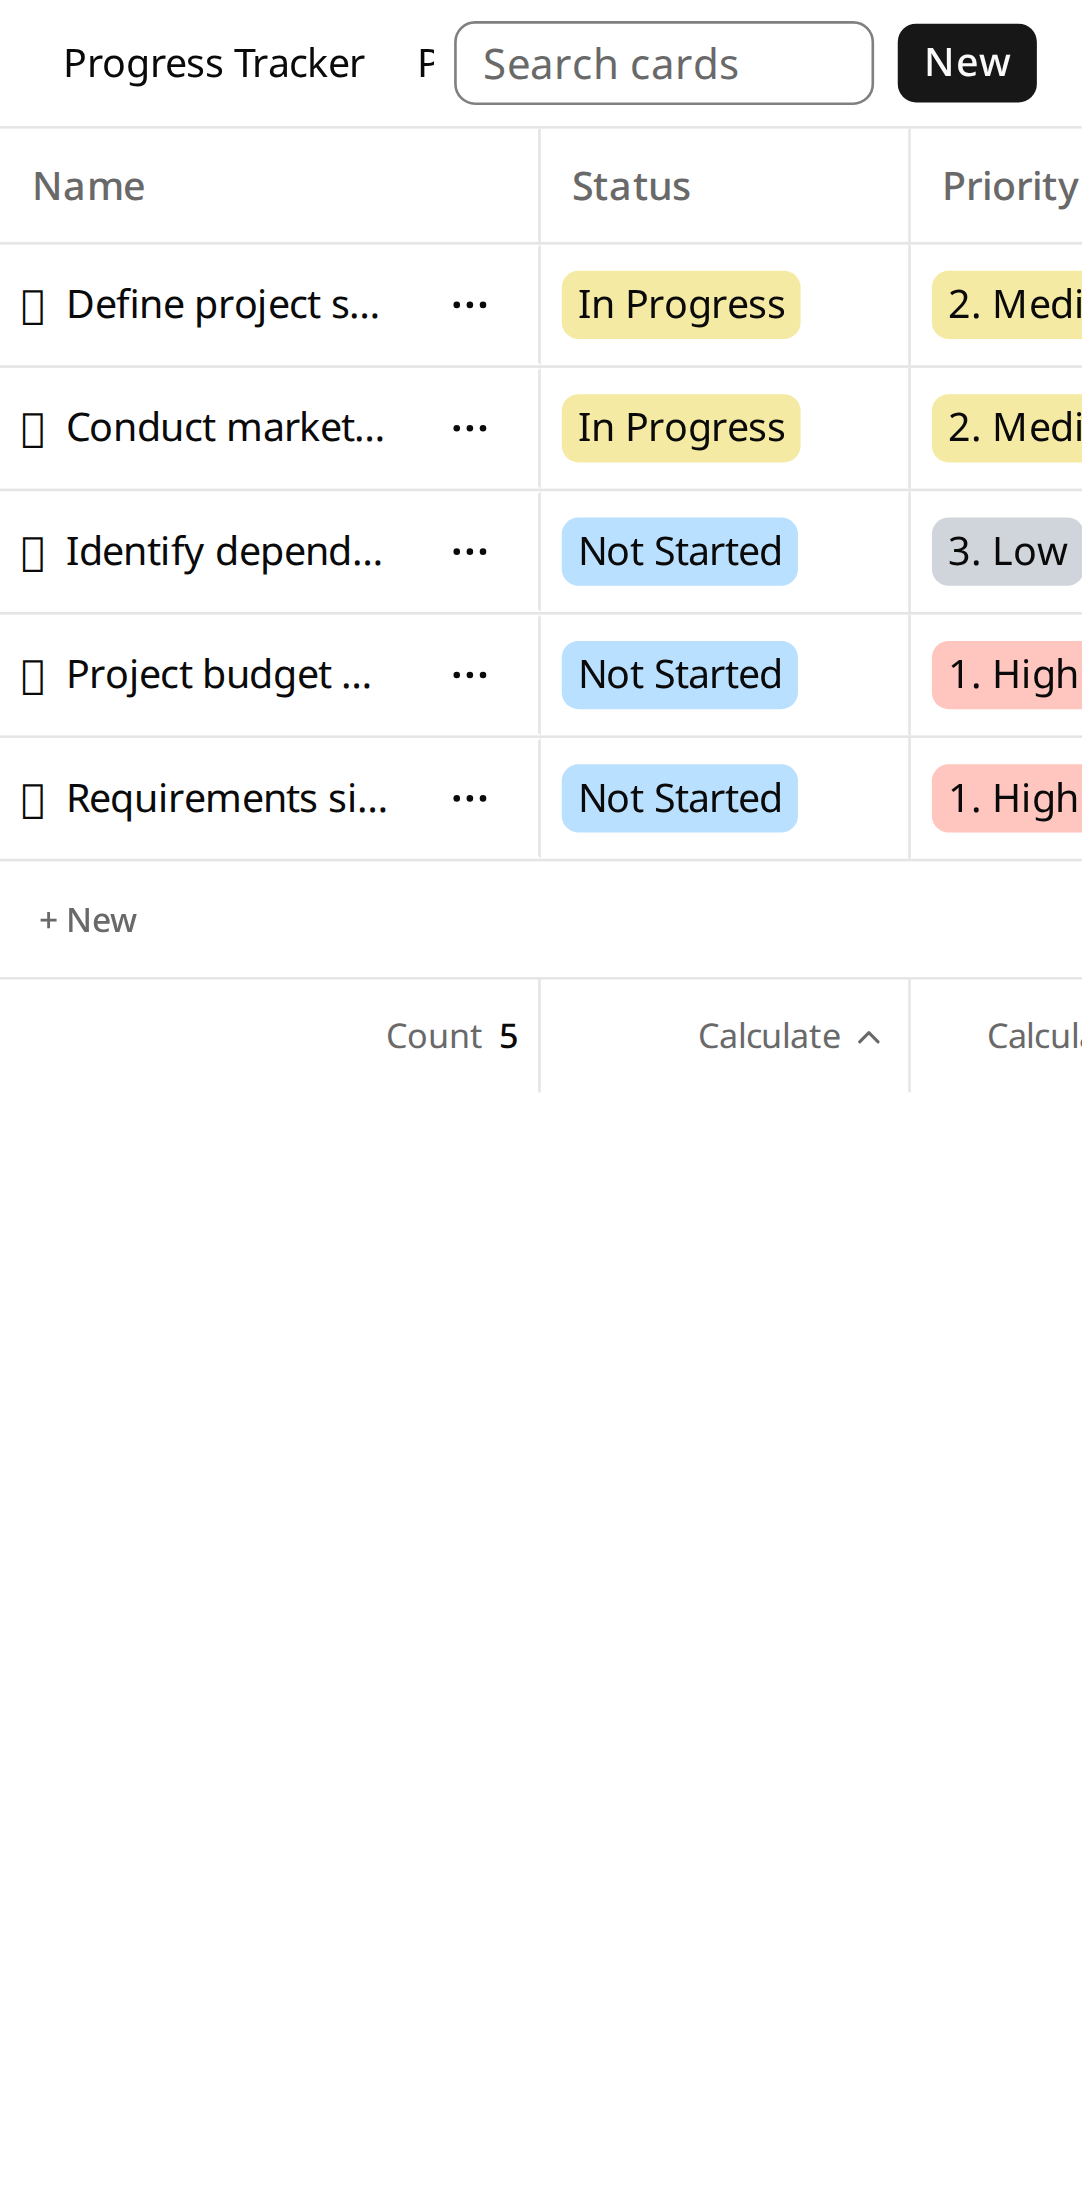 Progress Tracker P Search cards New
Name Status Priority
Define project s... ... In Progress 2. Medi
Conduct market... ... In Progress 2. Medi
Identify depend... ... Not Started 3. Low
Project budget ... ... Not Started 1. High
Requirements si... ... Not Started 1. High
+ New
Count 5 Calculate Calcul